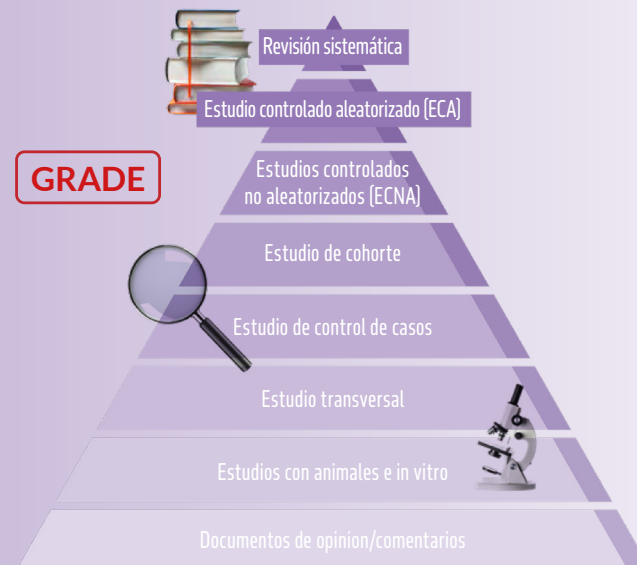 Revisión sistemática
Estudio controlado aleatorizado (ECA)
GRADE
Estudios controlados
no aleatorizados (ECNA)
Estudio de cohorte
Estudio de control de casos
Estudio transversal
Estudios con animales e in vitro
Documentos de opinion/comentarios